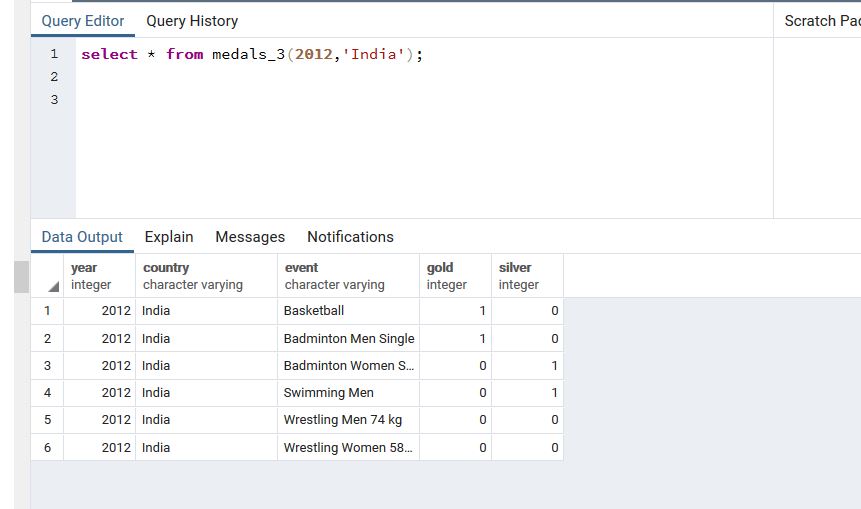 Query Editor Query History Scratch Pad
1 select * from medals_3(2012,'India');
2
3
Data Output Explain Messages Notifications
year country event gold silver
integer character varying character varying integer integer
1 2012 India Basketball 1 0
2 2012 India Badminton Men Single 1 0
3 2012 India Badminton Women S... 0 1
4 2012 India Swimming Men 0 1
5 2012 India Wrestling Men 74 kg 0 0
6 2012 India Wrestling Women 58... 0 0